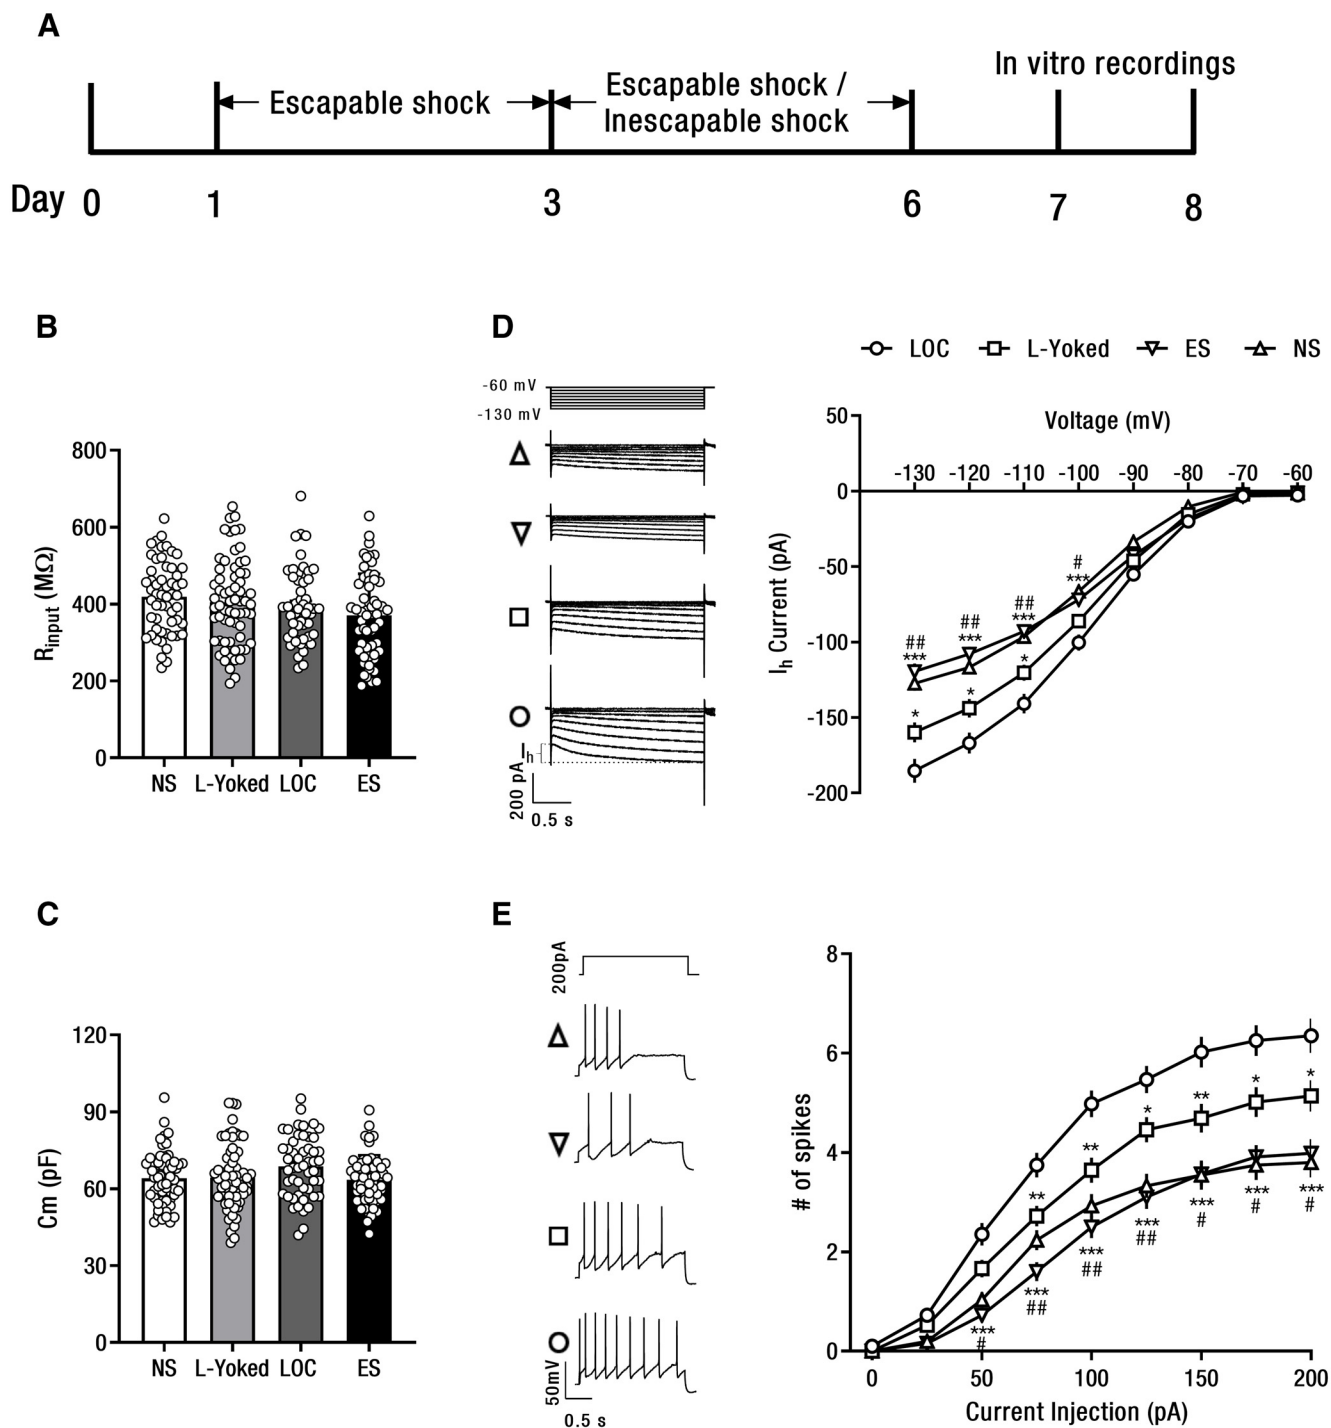 A
In vitro recordings
Escapable shock
Escapable shock /
Inescapable shock
Day 0 1 3 6 7 8
B
800
600
400
200
0
Rinput (MΩ)
NS L-Yoked LOC ES
D
LOC L-Yoked ES NS
-60 mV
-130 mV
Ih
200 pA
0.5 s
50
0
-50
-100
-150
-200
Ih Current (pA)
Voltage (mV)
-130 -120 -110 -100 -90 -80 -70 -60
#
***
##
***
##
***
##
***
*
*
*
C
120
90
60
30
0
Cm (pF)
NS L-Yoked LOC ES
E
200pA
50mV
0.5 s
8
6
4
2
0
# of spikes
**
**
*
**
*
*
***
#
***
##
***
##
***
##
***
#
***
#
***
#
0 50 100 150 200
Current Injection (pA)